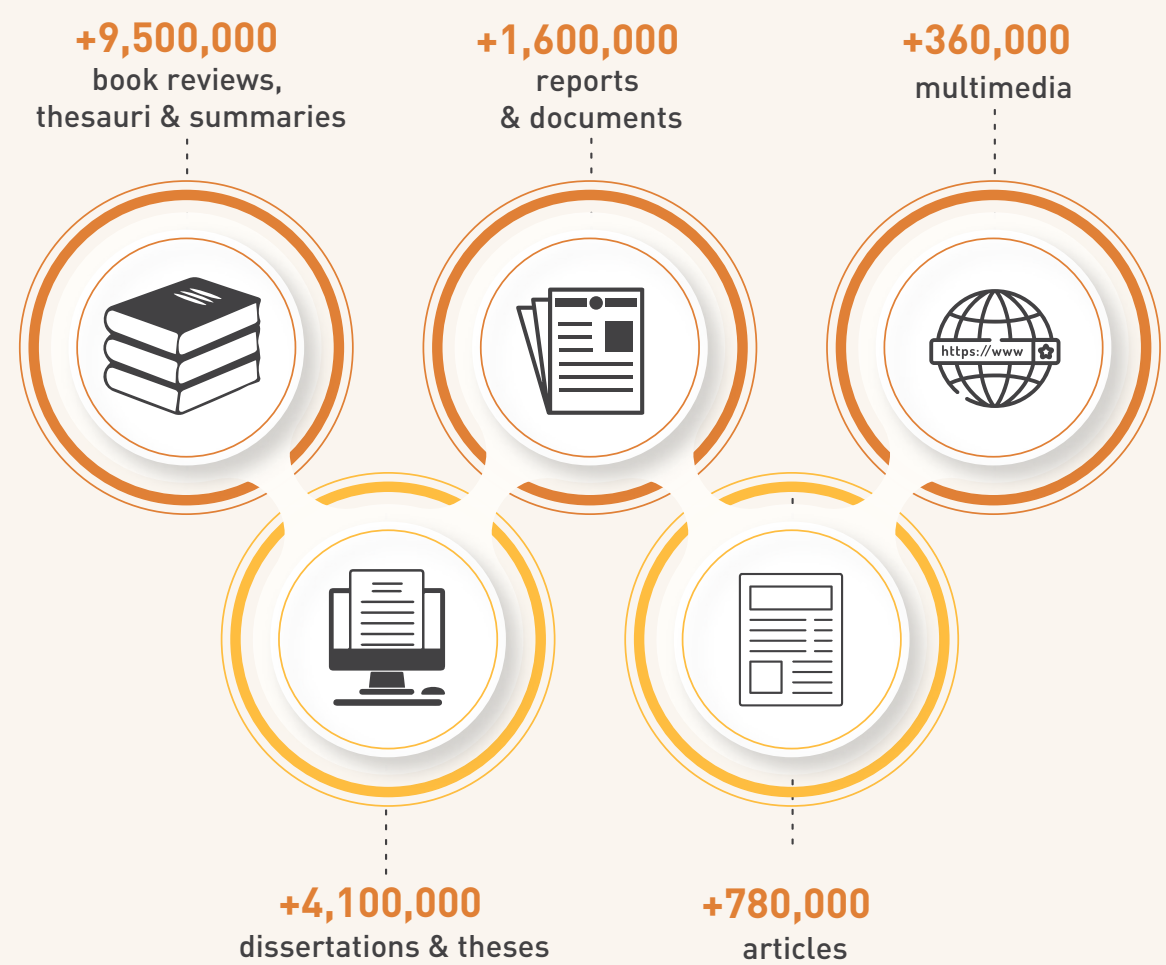 +9,500,000
book reviews,
thesauri & summaries
+1,600,000
reports
& documents
+360,000
multimedia
https://www
+4,100,000
dissertations & theses
+780,000
articles